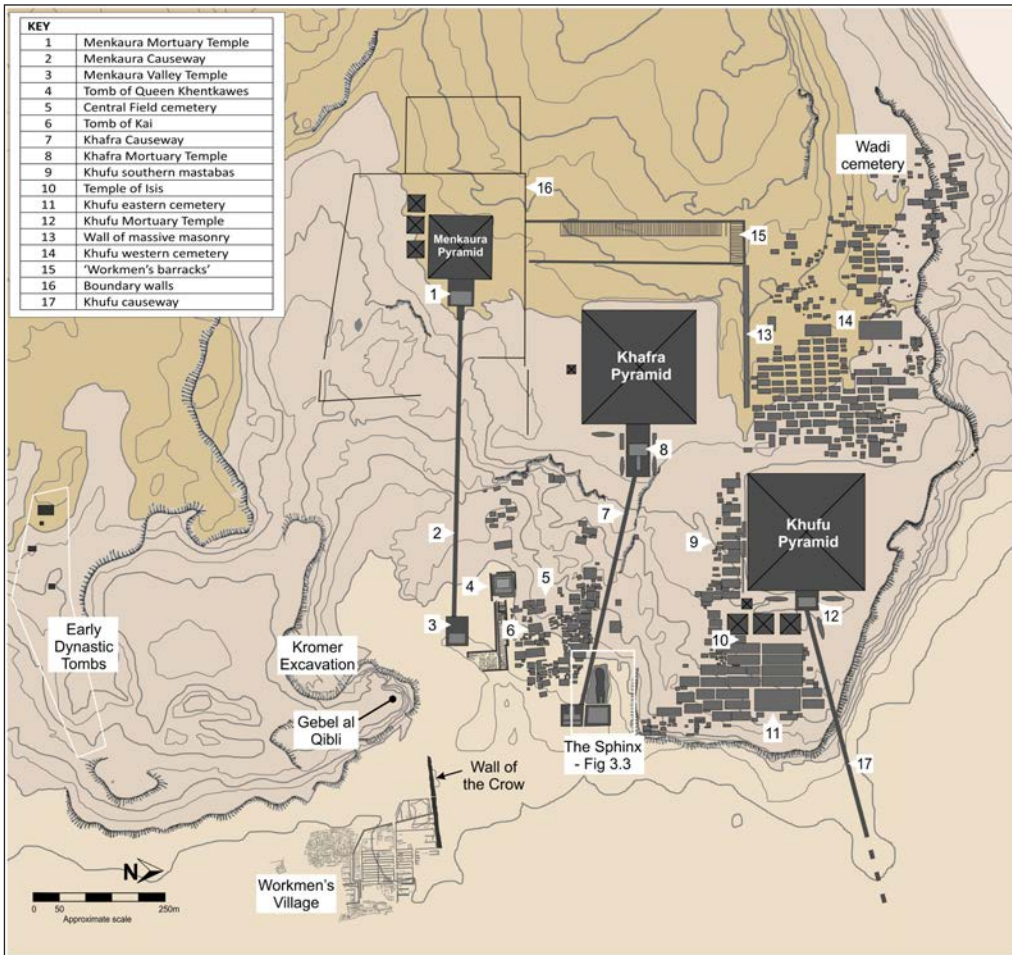 KEY
1 Menkaura Mortuary Temple
2 Menkaura Causeway
3 Menkaura Valley Temple
4 Tomb of Queen Khentkawes
5 Central Field cemetery
6 Tomb of Kai
7 Khafra Causeway
8 Khafra Mortuary Temple
9 Khufu southern mastabas
10 Temple of Isis
11 Khufu eastern cemetery
12 Khufu Mortuary Temple
13 Wall of massive masonry
14 Khufu western cemetery
15 ‘Workmen’s barracks’
16 Boundary walls
17 Khufu causeway
Wadi
cemetery
16
15
Menkaura
Pyramid
1
14
13
Khafra
Pyramid
8
7
2
9
Khufu
Pyramid
4
5
12
3
6
10
Early
Dynastic
Tombs
Kromer
Excavation
Gebel al
Qibli
11
The Sphinx
- Fig 3.3
17
Wall of
the Crow
N
Workmen's
Village
0 50 250m
Approximate scale